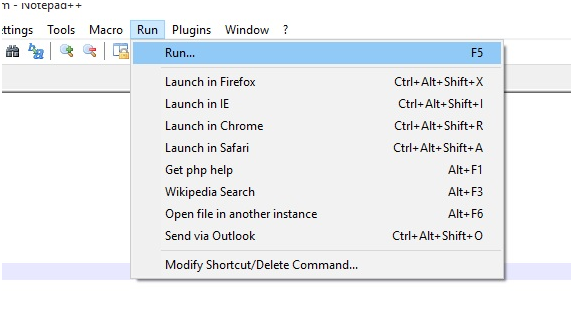 m - Notepad++
ttings Tools Macro Run Plugins Window ?
Run... F5
Launch in Firefox Ctrl+Alt+Shift+X
Launch in IE Ctrl+Alt+Shift+I
Launch in Chrome Ctrl+Alt+Shift+R
Launch in Safari Ctrl+Alt+Shift+A
Get php help Alt+F1
Wikipedia Search Alt+F3
Open file in another instance Alt+F6
Send via Outlook Ctrl+Alt+Shift+O
Modify Shortcut/Delete Command...